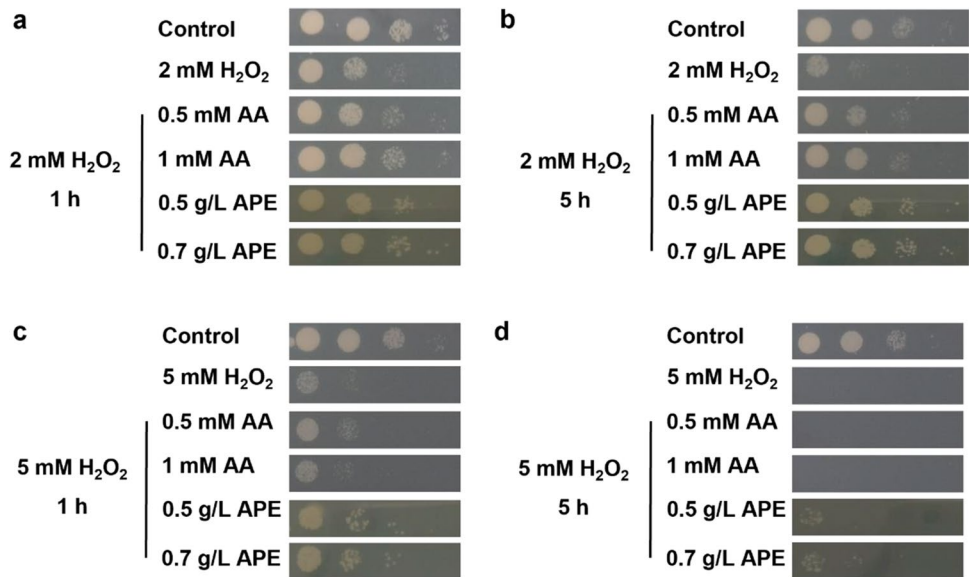 a
Control
2 mM H₂O₂
0.5 mM AA
1 mM AA
0.5 g/L APE
0.7 g/L APE
2 mM H₂O₂
1 h
b
Control
2 mM H₂O₂
0.5 mM AA
1 mM AA
0.5 g/L APE
0.7 g/L APE
2 mM H₂O₂
5 h
c
Control
5 mM H₂O₂
0.5 mM AA
1 mM AA
0.5 g/L APE
0.7 g/L APE
5 mM H₂O₂
1 h
d
Control
5 mM H₂O₂
0.5 mM AA
1 mM AA
0.5 g/L APE
0.7 g/L APE
5 mM H₂O₂
5 h